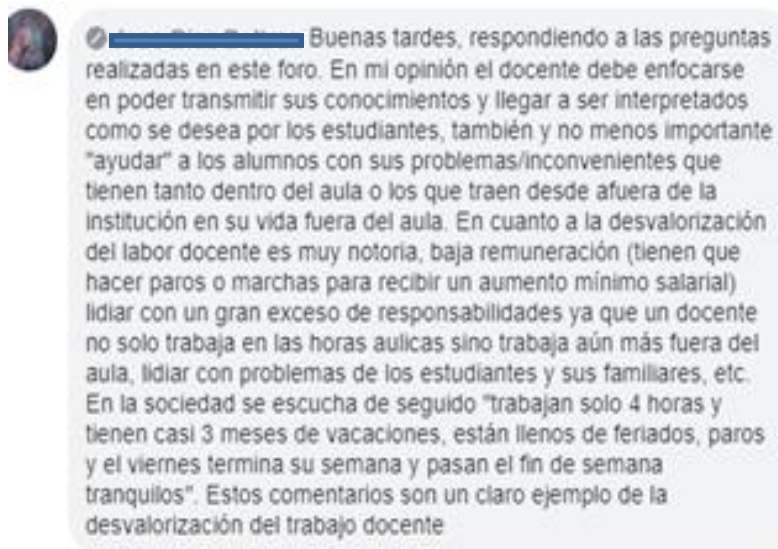 Buenas tardes, respondiendo a las preguntas
realizadas en este foro. En mi opinión el docente debe enfocarse
en poder transmitir sus conocimientos y llegar a ser interpretados
como se desea por los estudiantes, también y no menos importante
"ayudar" a los alumnos con sus problemas/inconvenientes que
tienen tanto dentro del aula o los que traen desde afuera de la
institución en su vida fuera del aula. En cuanto a la desvalorización
del labor docente es muy notoria, baja remuneración (tienen que
hacer paros o marchas para recibir un aumento mínimo salarial)
lidiar con un gran exceso de responsabilidades ya que un docente
no solo trabaja en las horas aulicas sino trabaja aún más fuera del
aula, lidiar con problemas de los estudiantes y sus familiares, etc.
En la sociedad se escucha de seguido "trabajan solo 4 horas y
tienen casi 3 meses de vacaciones, están llenos de feriados, paros
y el viernes termina su semana y pasan el fin de semana
tranquilos". Estos comentarios son un claro ejemplo de la
desvalorización del trabajo docente